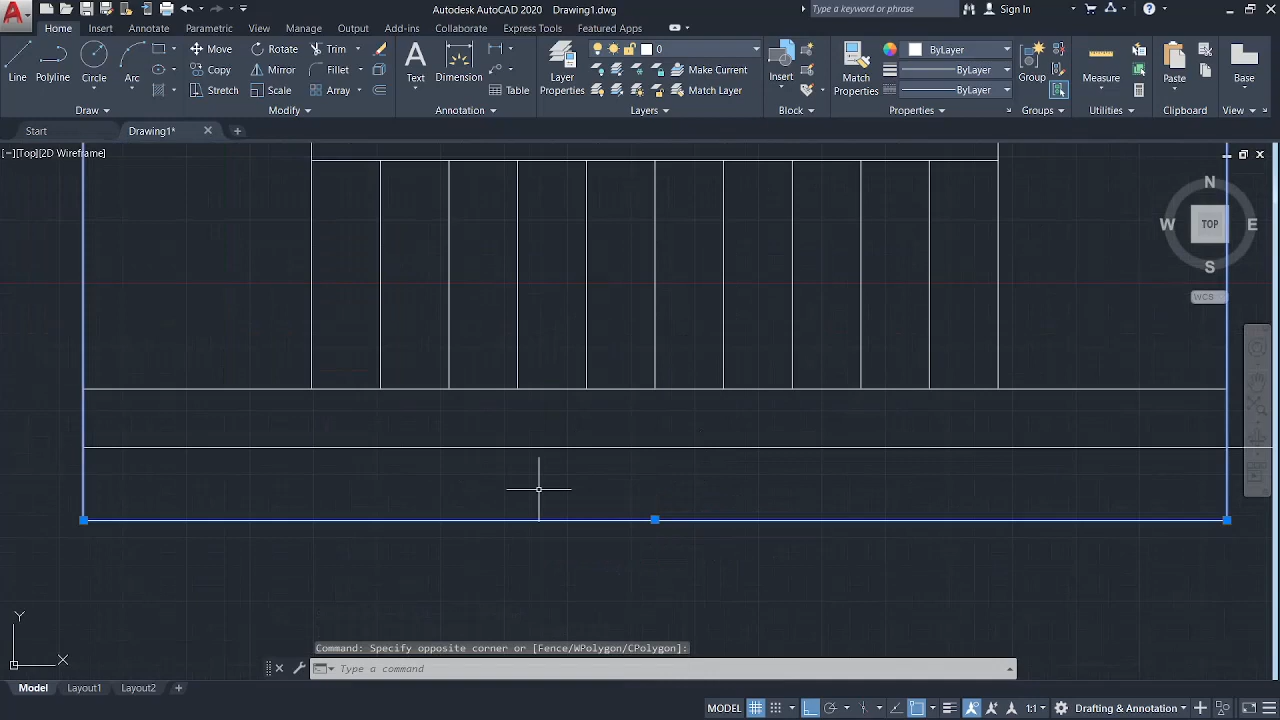 Autodesk AutoCAD 2020 Drawing1.dwg
Type a keyword or phrase
Sign In
Home Insert Annotate Parametric View Manage Output Add-ins Collaborate Express Tools Featured Apps
Line Polyline Circle Arc
Move Rotate Trim
Copy Mirror Fillet
Stretch Scale Array
Text Dimension Table
Layer Properties
0
Make Current
Match Layer
Insert
Match Properties
ByLayer
ByLayer
ByLayer
Group Measure Paste Base
Draw Modify Annotation Layers Block Properties Groups Utilities Clipboard View
Start Drawing1*
[−][Top][2D Wireframe]
N
W TOP E
S
WCS
Y
X
Command: Specify opposite corner or [Fence/WPolygon/CPolygon]:
Type a command
Model Layout1 Layout2
MODEL 1:1 Drafting & Annotation